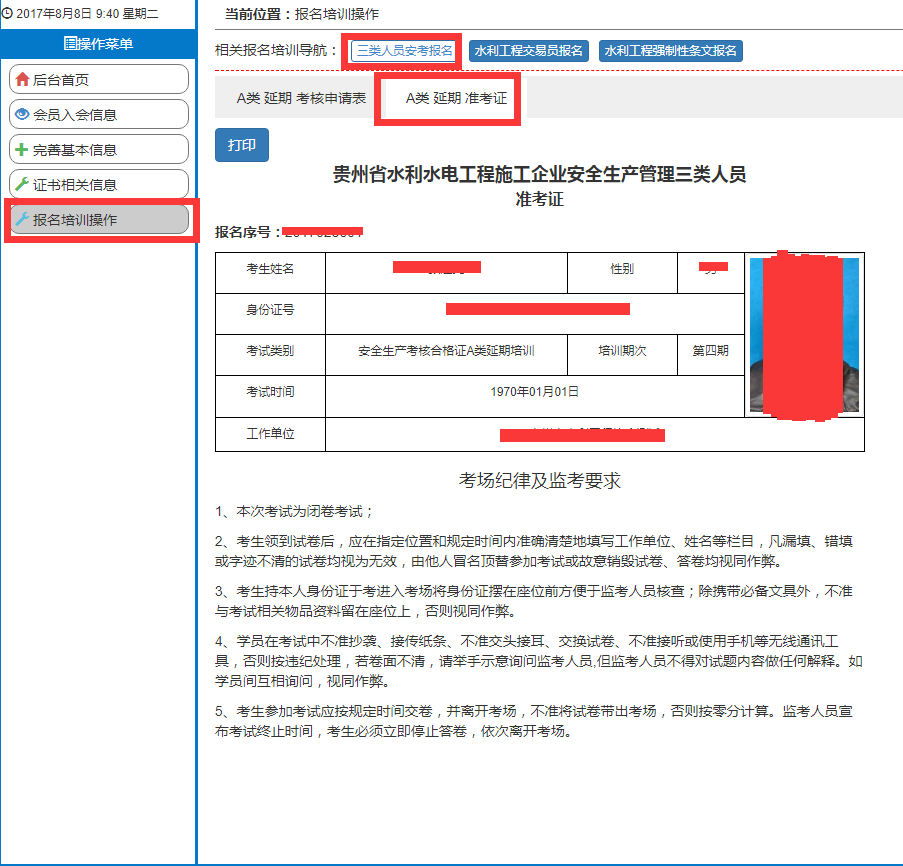 2017年8月8日 9:40 星期二
操作菜单
后台首页
会员入会信息
完善基本信息
证书相关信息
报名培训操作
当前位置：报名培训操作
相关报名培训导航： 三类人员安考报名 水利工程交易员报名 水利工程强制性条文报名
A类 延期 考核申请表 A类 延期 准考证
打印
贵州省水利水电工程施工企业安全生产管理三类人员
准考证
报名序号：
考生姓名 性别
身份证号
考试类别 安全生产考核合格证A类延期培训 培训期次 第四期
考试时间 1970年01月01日
工作单位
考场纪律及监考要求
1、本次考试为闭卷考试；
2、考生领到试卷后，应在指定位置和规定时间内准确清楚地填写工作单位、姓名等栏目，凡漏填、错填
或字迹不清的试卷均视为无效，由他人冒名顶替参加考试或故意销毁试卷、答卷均视同作弊。
3、考生持本人身份证于考进入考场将身份证摆在座位前方便于监考人员核查；除携带必备文具外，不准
与考试相关物品资料留在座位上，否则视同作弊。
4、学员在考试中不准抄袭、接传纸条、不准交头接耳、交换试卷、不准接听或使用手机等无线通讯工
具，否则按违纪处理，若卷面不清，请举手示意询问监考人员,但监考人员不得对试题内容做任何解释。如
学员间互相询问，视同作弊。
5、考生参加考试应按规定时间交卷，并离开考场，不准将试卷带出考场，否则按零分计算。监考人员宣
布考试终止时间，考生必须立即停止答卷，依次离开考场。